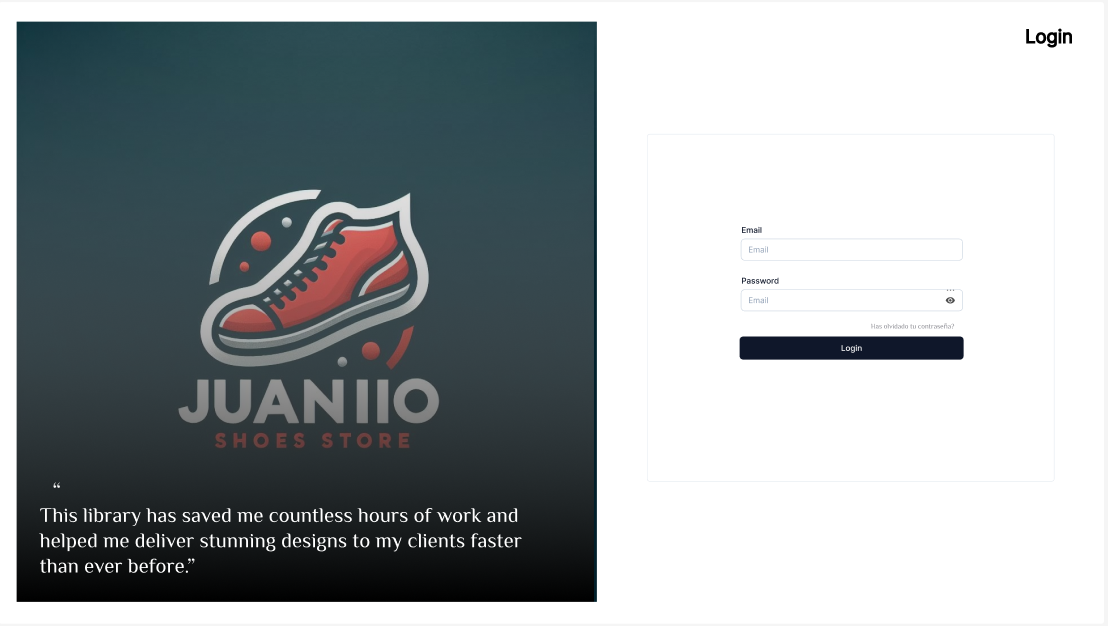 JUANIIO
SHOES STORE
“
This library has saved me countless hours of work and
helped me deliver stunning designs to my clients faster
than ever before.”
Login
Email
Email
Password
Email
Has olvidado tu contraseña?
Login